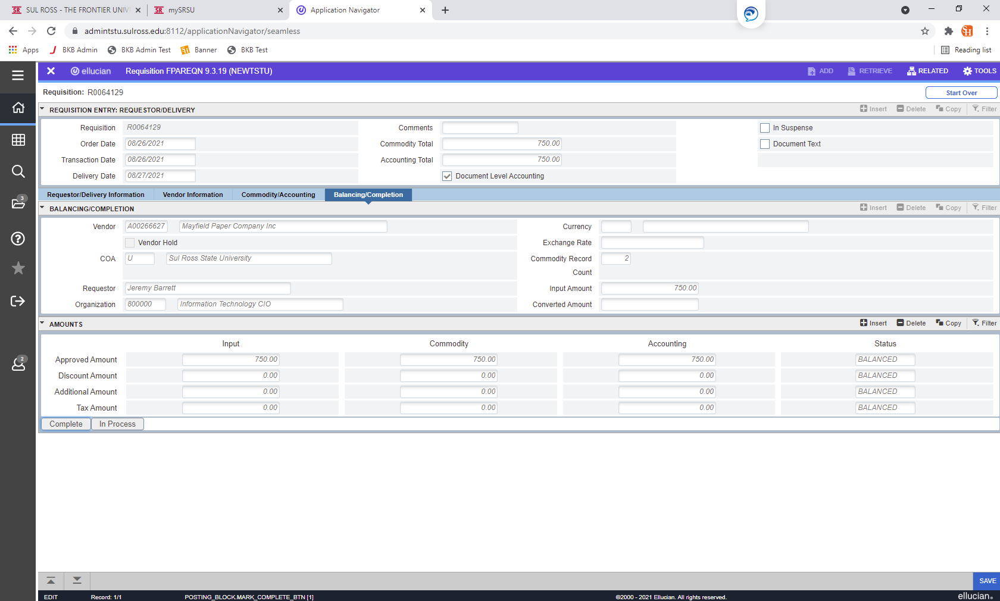 SUL ROSS - THE FRONTIER UNIV
mySRSU
Application Navigator
admintstu.sulross.edu:8112/applicationNavigator/seamless
Apps BKB Admin BKB Admin Test Banner BKB Test Reading list
ellucian Requisition FPAREQN 9.3.19 (NEWTSTU) ADD RETRIEVE RELATED TOOLS
Requisition: R0064129 Start Over
REQUISITION ENTRY: REQUESTOR/DELIVERY Insert Delete Copy Filter
Requisition R0064129 Comments In Suspense
Order Date 08/26/2021 Commodity Total 750.00 Document Text
Transaction Date 08/26/2021 Accounting Total 750.00
Delivery Date 08/27/2021 Document Level Accounting
Requestor/Delivery Information Vendor Information Commodity/Accounting Balancing/Completion
BALANCING/COMPLETION Insert Delete Copy Filter
Vendor A00266627 Mayfield Paper Company Inc Currency
Vendor Hold Exchange Rate
COA U Sul Ross State University Commodity Record 2
Count
Requestor Jeremy Barrett Input Amount 750.00
Organization 800000 Information Technology CIO Converted Amount
AMOUNTS Insert Delete Copy Filter
Input Commodity Accounting Status
Approved Amount 750.00 750.00 750.00 BALANCED
Discount Amount 0.00 0.00 0.00 BALANCED
Additional Amount 0.00 0.00 0.00 BALANCED
Tax Amount 0.00 0.00 0.00 BALANCED
Complete In Process
3
2
SAVE
EDIT Record: 1/1 POSTING_BLOCK.MARK_COMPLETE_BTN [1] ©2000 - 2021 Ellucian. All rights reserved. ellucian